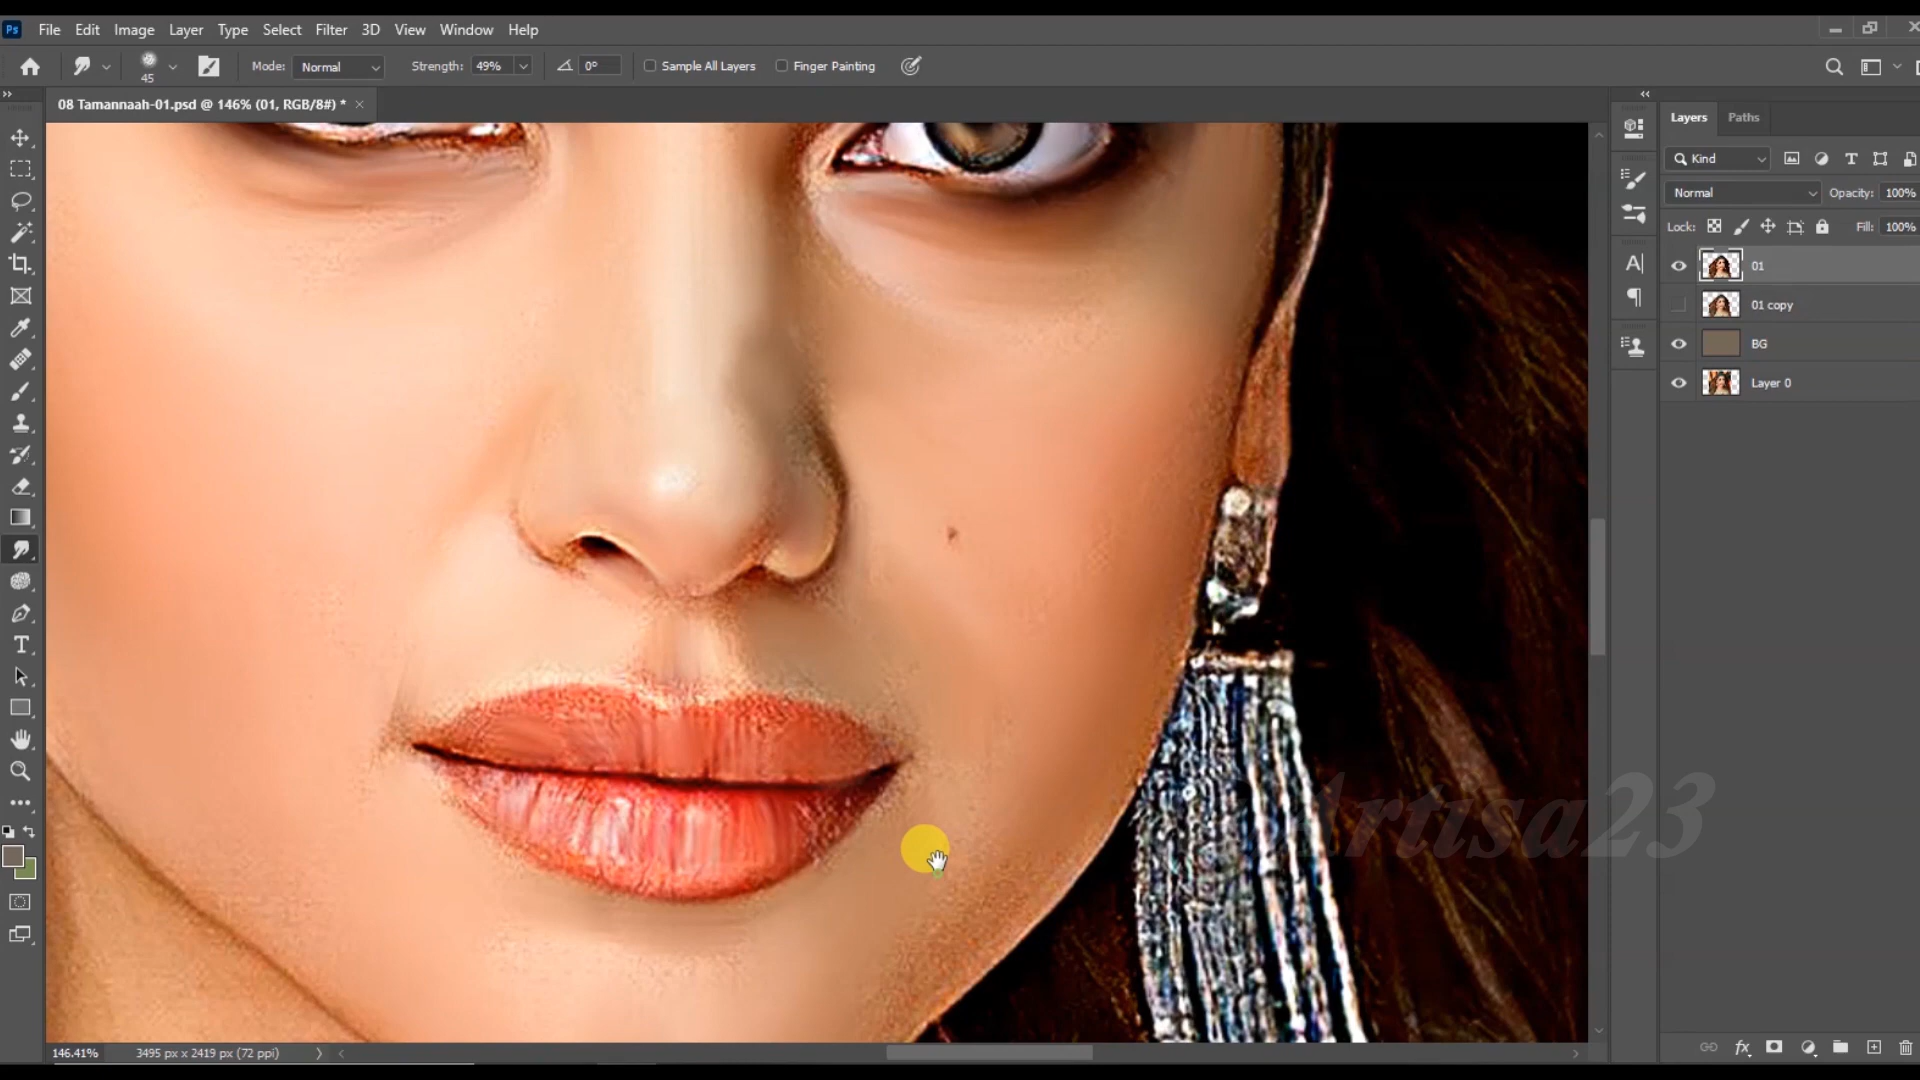 Ps File Edit Image Layer Type Select Filter 3D View Window Help
45 Mode: Normal Strength: 49% 0° Sample All Layers Finger Painting
08 Tamannaah-01.psd @ 146% (01, RGB/8#) *
Layers Paths
Kind
Normal Opacity: 100%
Lock: Fill: 100%
01
01 copy
BG
Layer 0
Artisa23
146.41% 3495 px x 2419 px (72 ppi)